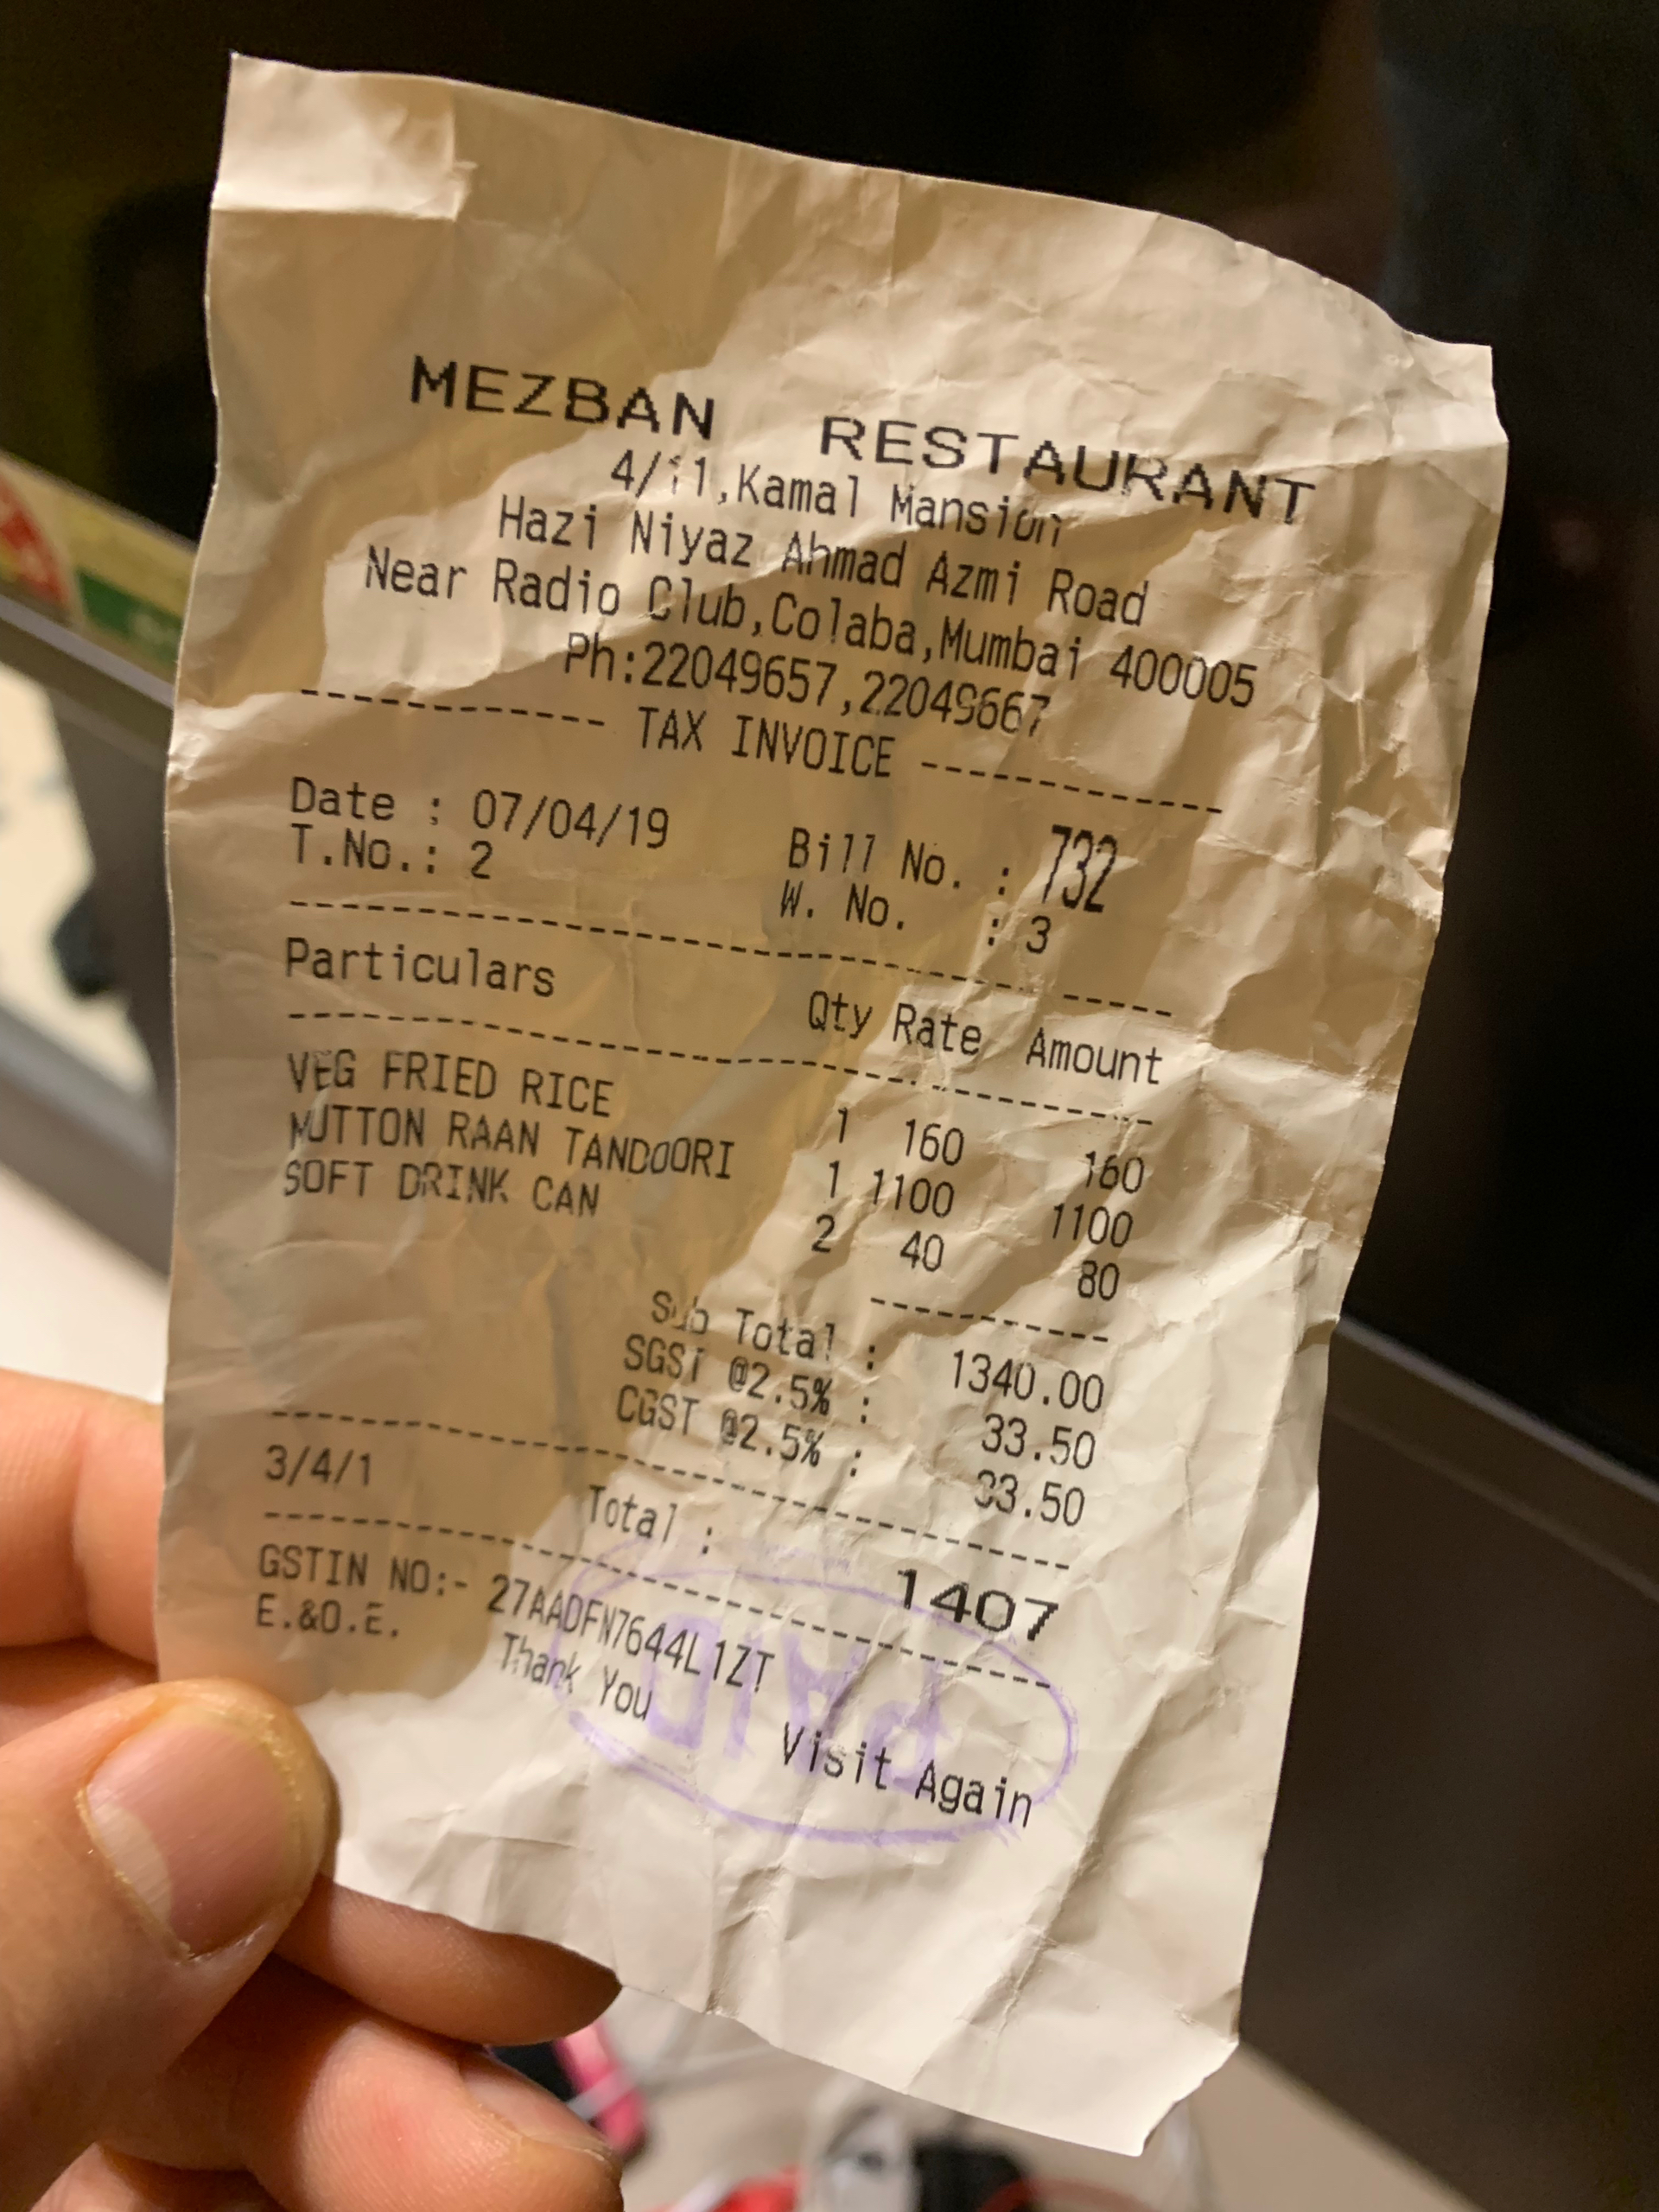 MEZBAN RESTAURANT
4/11,Kamal Mansion
Hazi Niyaz Ahmad Azmi Road
Near Radio Club,Colaba,Mumbai 400005
Ph:22049657,22049667
----------- TAX INVOICE -----------
Date : 07/04/19 Bill No. : 732
T.No.: 2 W. No. : 3
Particulars Qty Rate Amount
VEG FRIED RICE 1 160 160
MUTTON RAAN TANDOORI 1 1100 1100
SOFT DRINK CAN 2 40 80
Sub Total : 1340.00
SGST @2.5% : 33.50
CGST @2.5% : 33.50
3/4/1 Total : 1407
GSTIN NO:- 27AADFN7644L1ZT
E.&O.E. Thank You Visit Again
PAID